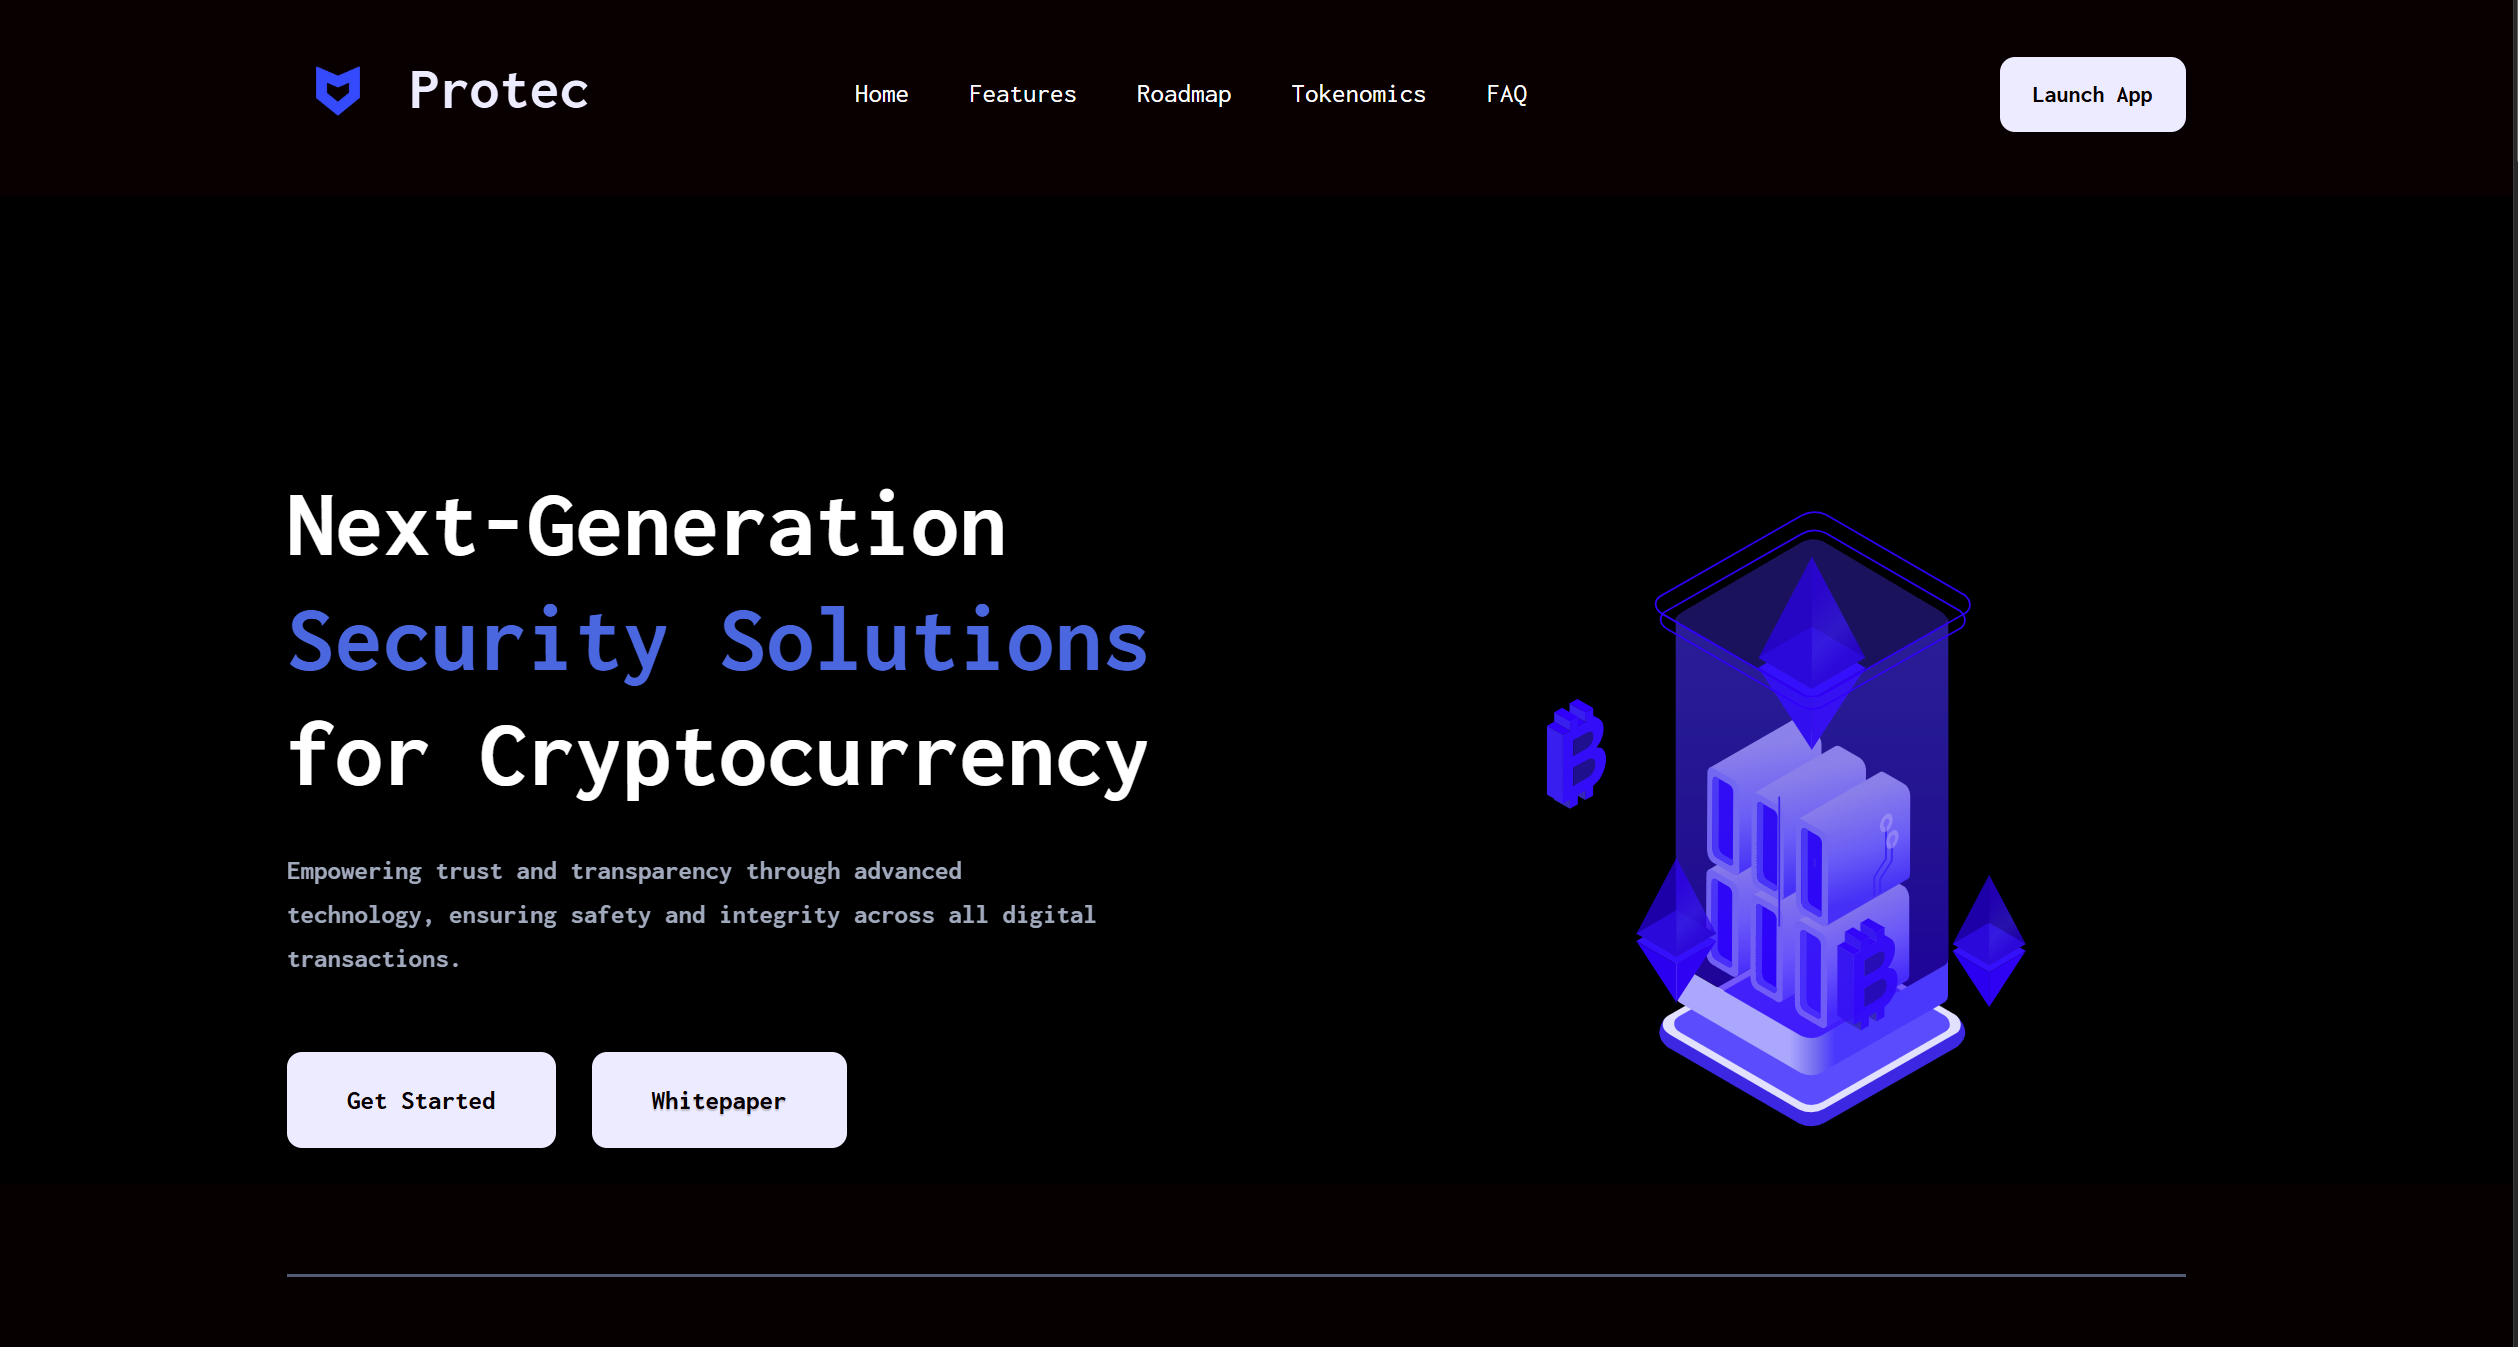 Protec
Home Features Roadmap Tokenomics FAQ
Launch App
Next-Generation
Security Solutions
for Cryptocurrency
Empowering trust and transparency through advanced
technology, ensuring safety and integrity across all digital
transactions.
Get Started
Whitepaper